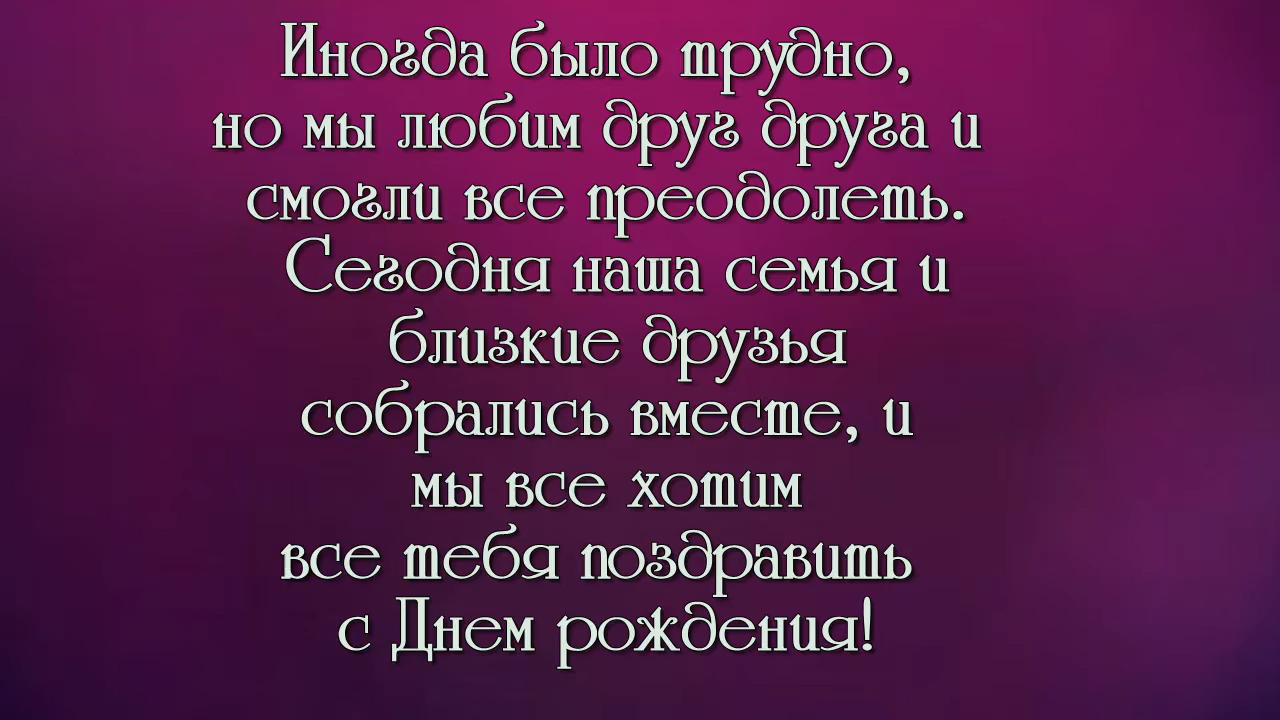 Иногда было трудно,
но мы любим друг друга и
смогли все преодолеть.
Сегодня наша семья и
близкие друзья
собрались вместе, и
мы все хотим
все тебя поздравить
с Днем рождения!